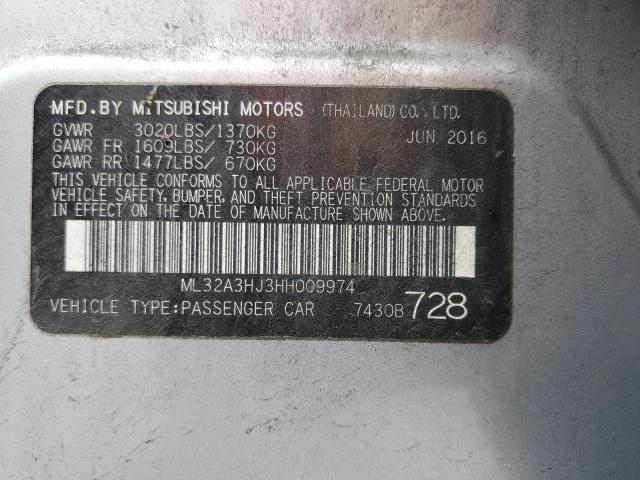 MFD.BY MITSUBISHI MOTORS (THAILAND) CO., LTD.
GVWR 3020LBS/1370KG JUN 2016
GAWR FR 1609LBS/ 730KG
GAWR RR 1477LBS/ 670KG
THIS VEHICLE CONFORMS TO ALL APPLICABLE FEDERAL MOTOR
VEHICLE SAFETY, BUMPER, AND THEFT PREVENTION STANDARDS
IN EFFECT ON THE DATE OF MANUFACTURE SHOWN ABOVE.
ML32A3HJ3HH009974
VEHICLE TYPE:PASSENGER CAR 7430B 728